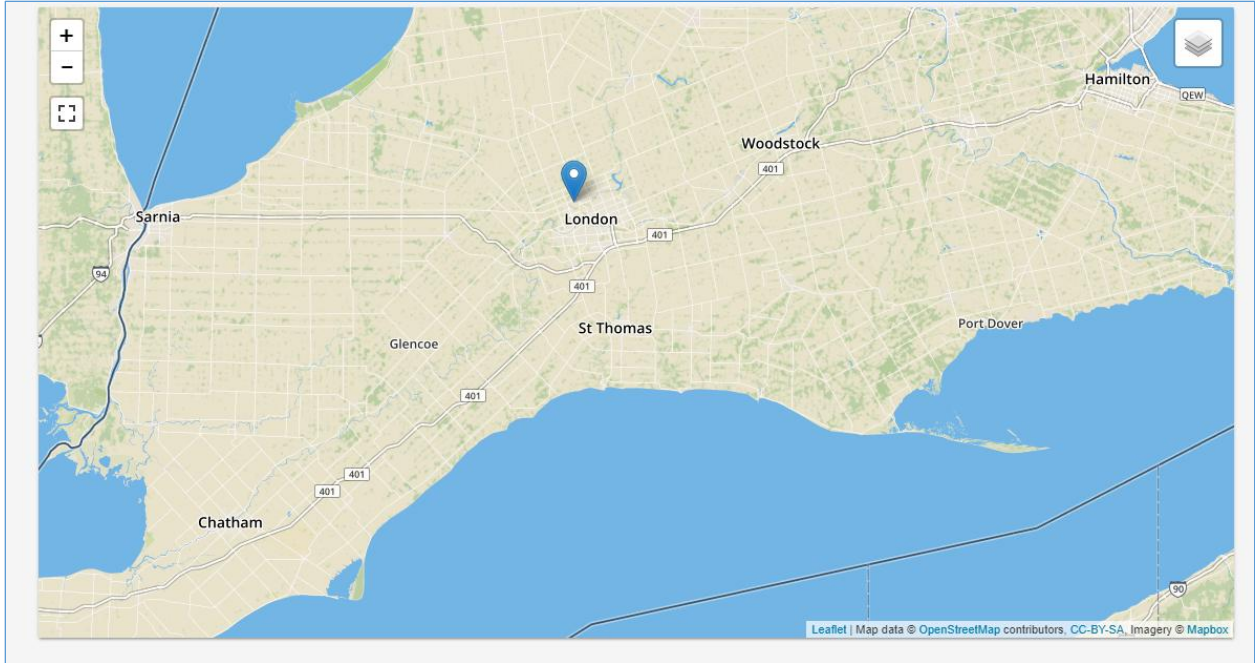 +
−
Hamilton
QEW
Woodstock
401
Sarnia
London
401
94
401
St Thomas
Port Dover
Glencoe
401
401
401
Chatham
90
Leaflet | Map data © OpenStreetMap contributors, CC-BY-SA, Imagery © Mapbox